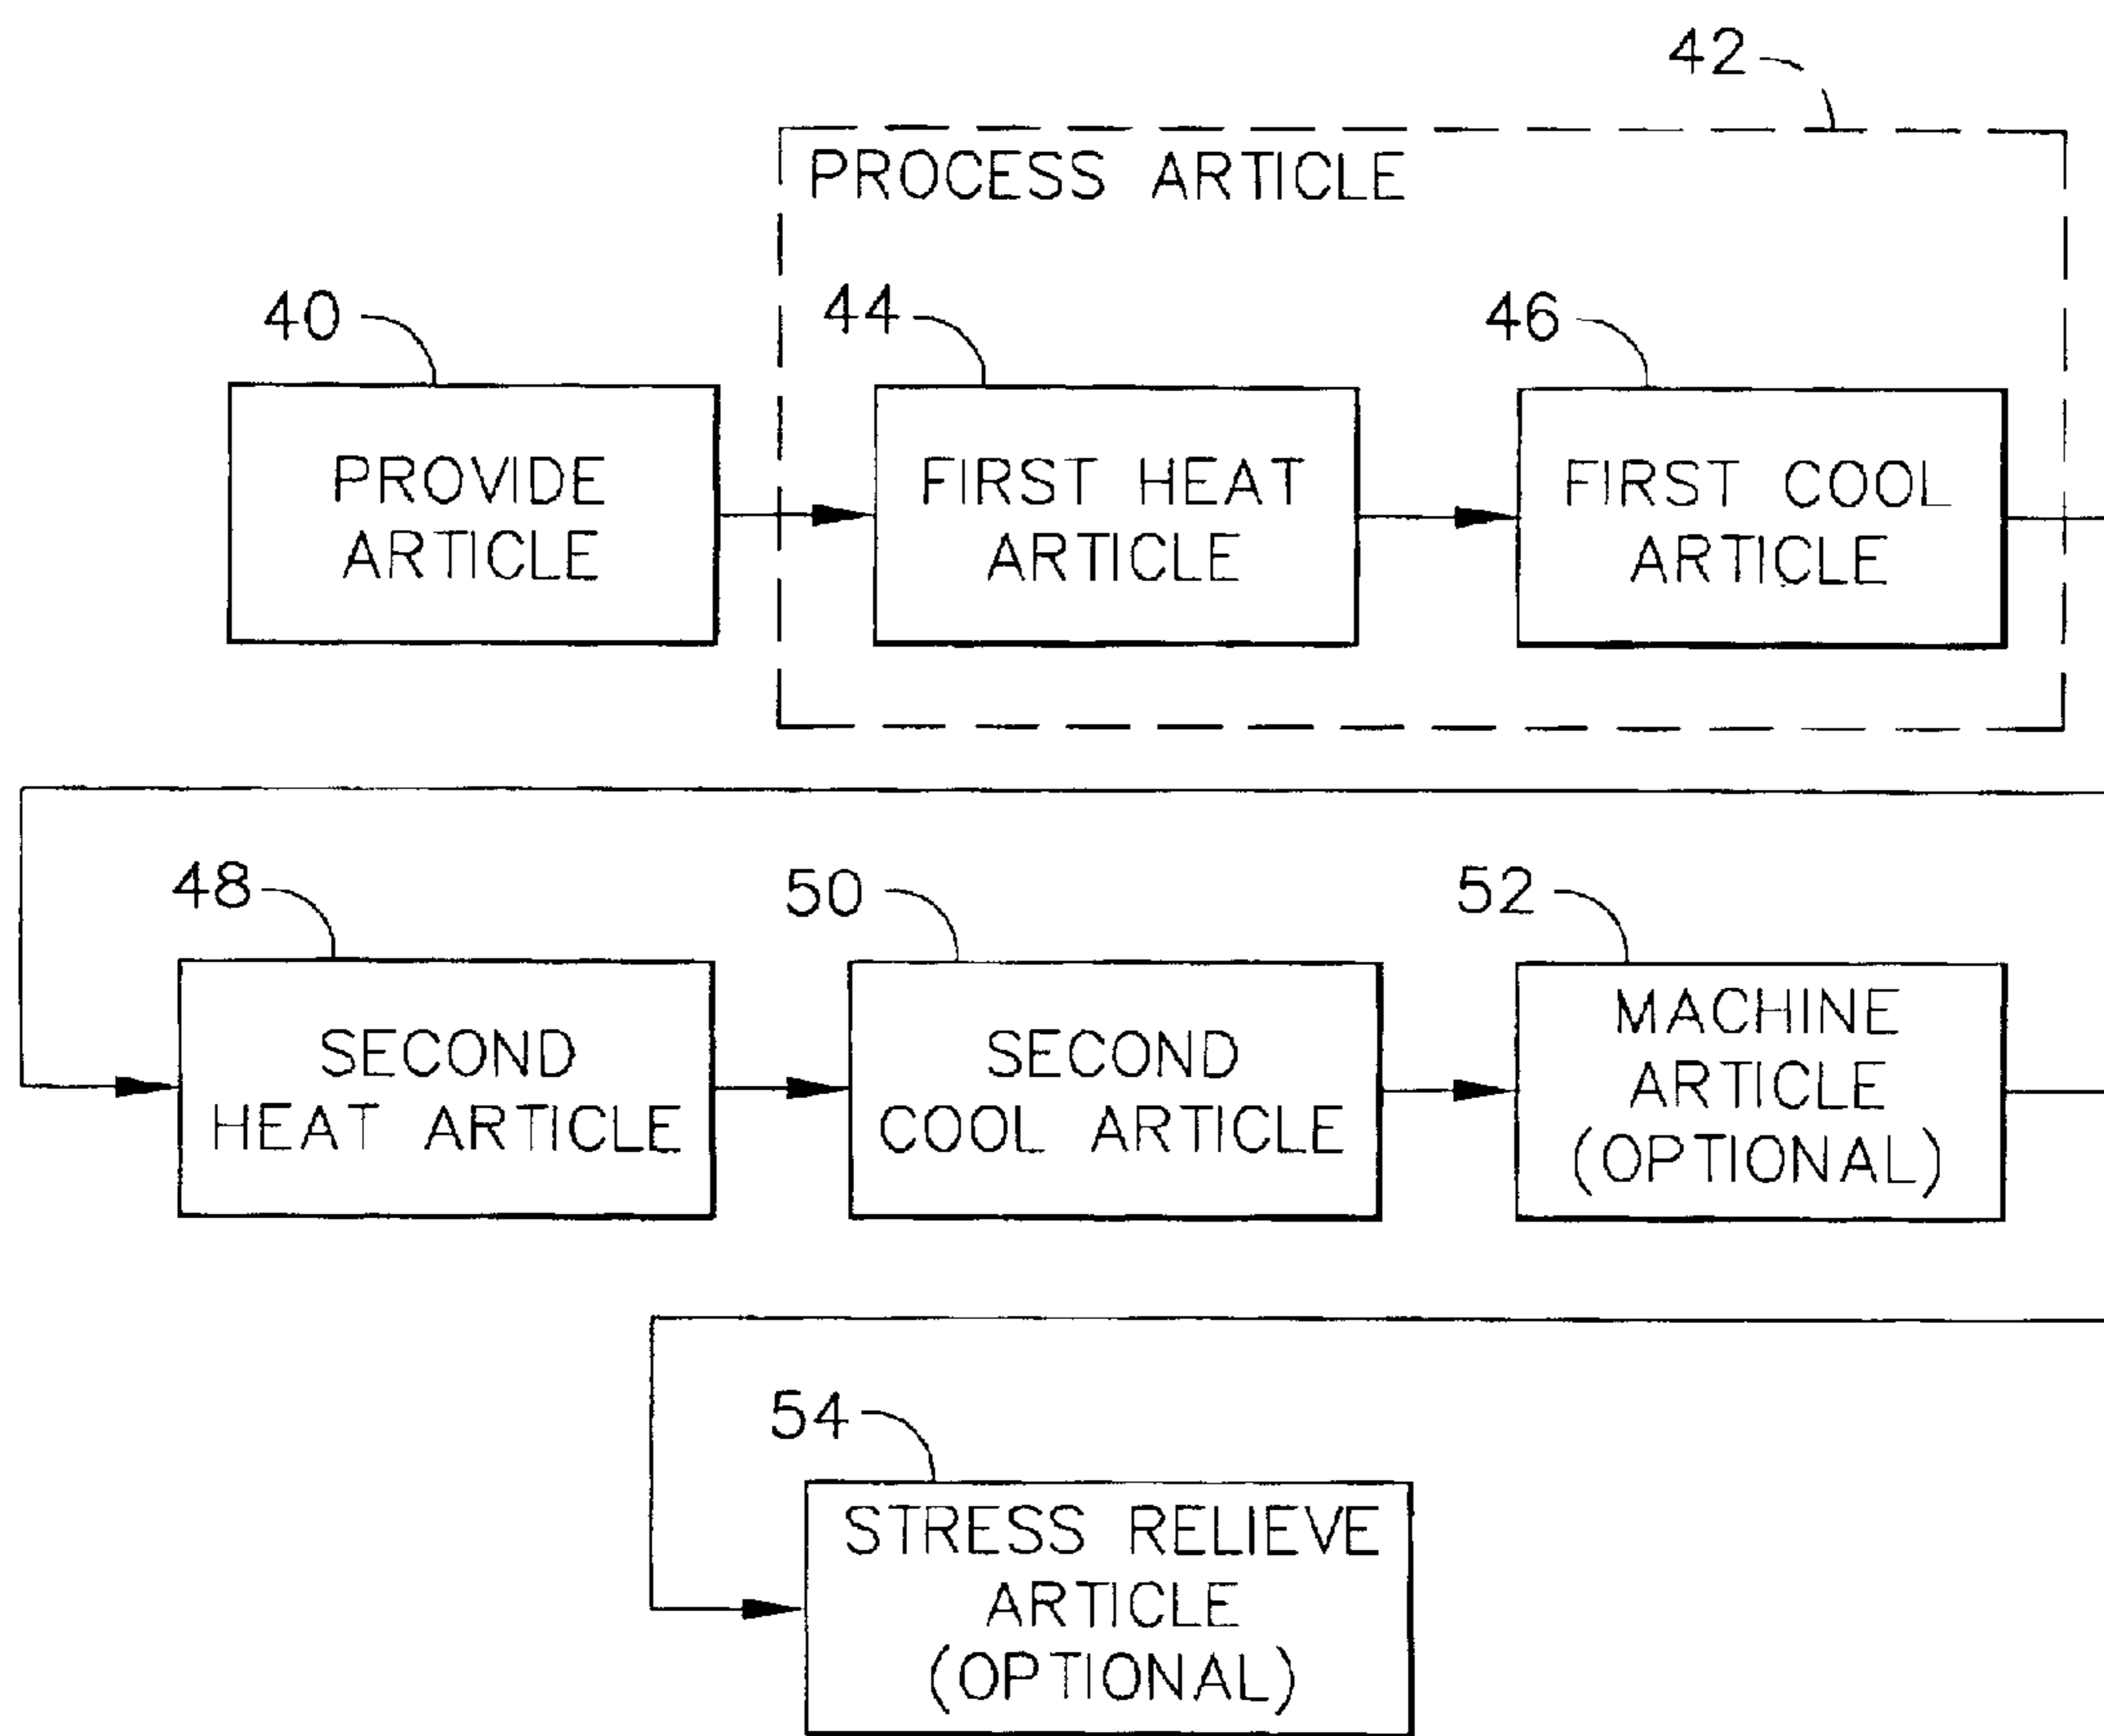 42
PROCESS ARTICLE
40
44
46
PROVIDE
ARTICLE
FIRST HEAT
ARTICLE
FIRST COOL
ARTICLE
48
50
52
SECOND
HEAT ARTICLE
SECOND
COOL ARTICLE
MACHINE
ARTICLE
(OPTIONAL)
54
STRESS RELIEVE
ARTICLE
(OPTIONAL)